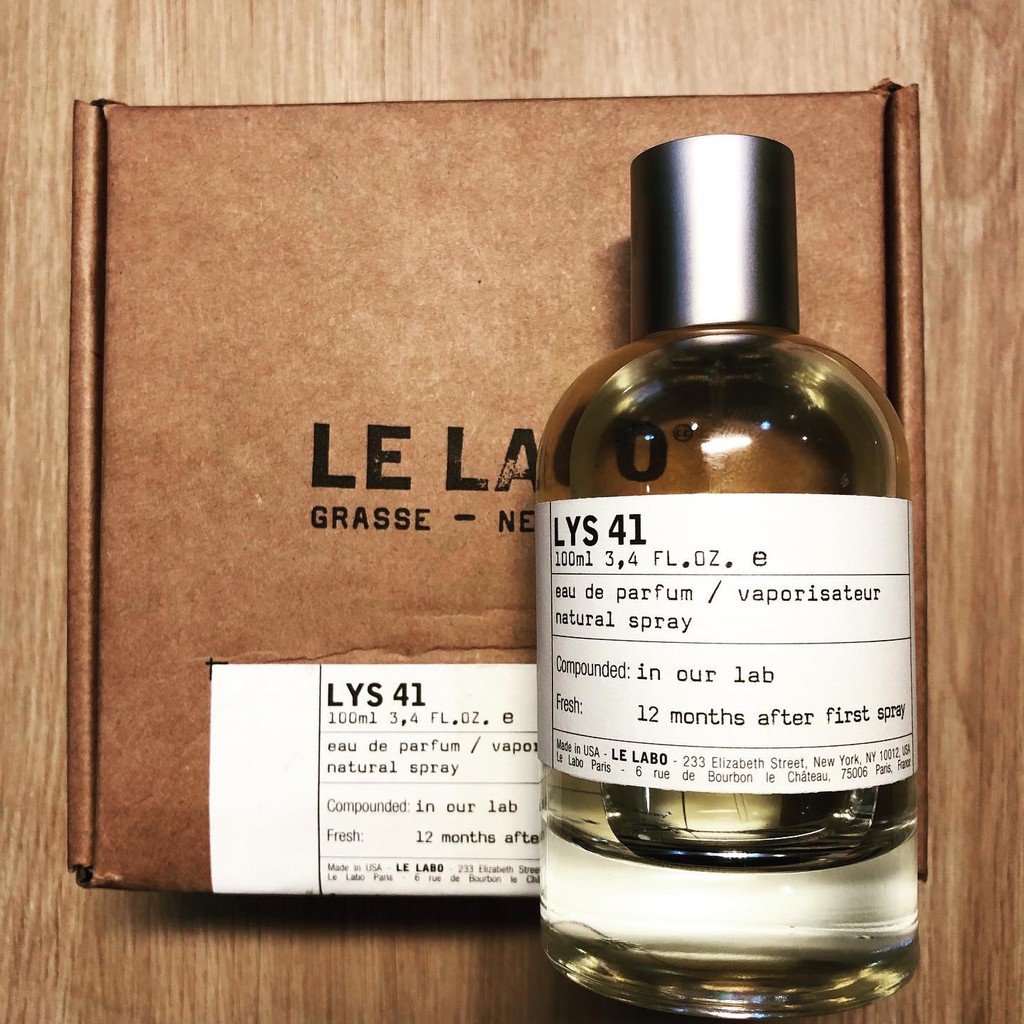 LE LABO
GRASSE — NE
LYS 41
100ml 3,4 FL.OZ. e
eau de parfum / vapor
natural spray
Compounded: in our lab
Fresh: 12 months afte
Made in USA - LE LABO - 233 Elizabeth Stree
Le Labo Paris - 6 rue de Bourbon le Châ
LYS 41
100ml 3,4 FL.OZ. e
eau de parfum / vaporisateur
natural spray
Compounded: in our lab
Fresh: 12 months after first spray
Made in USA - LE LABO - 233 Elizabeth Street, New York, NY 10012, USA
Le Labo Paris - 6 rue de Bourbon le Château, 75006 Paris, France